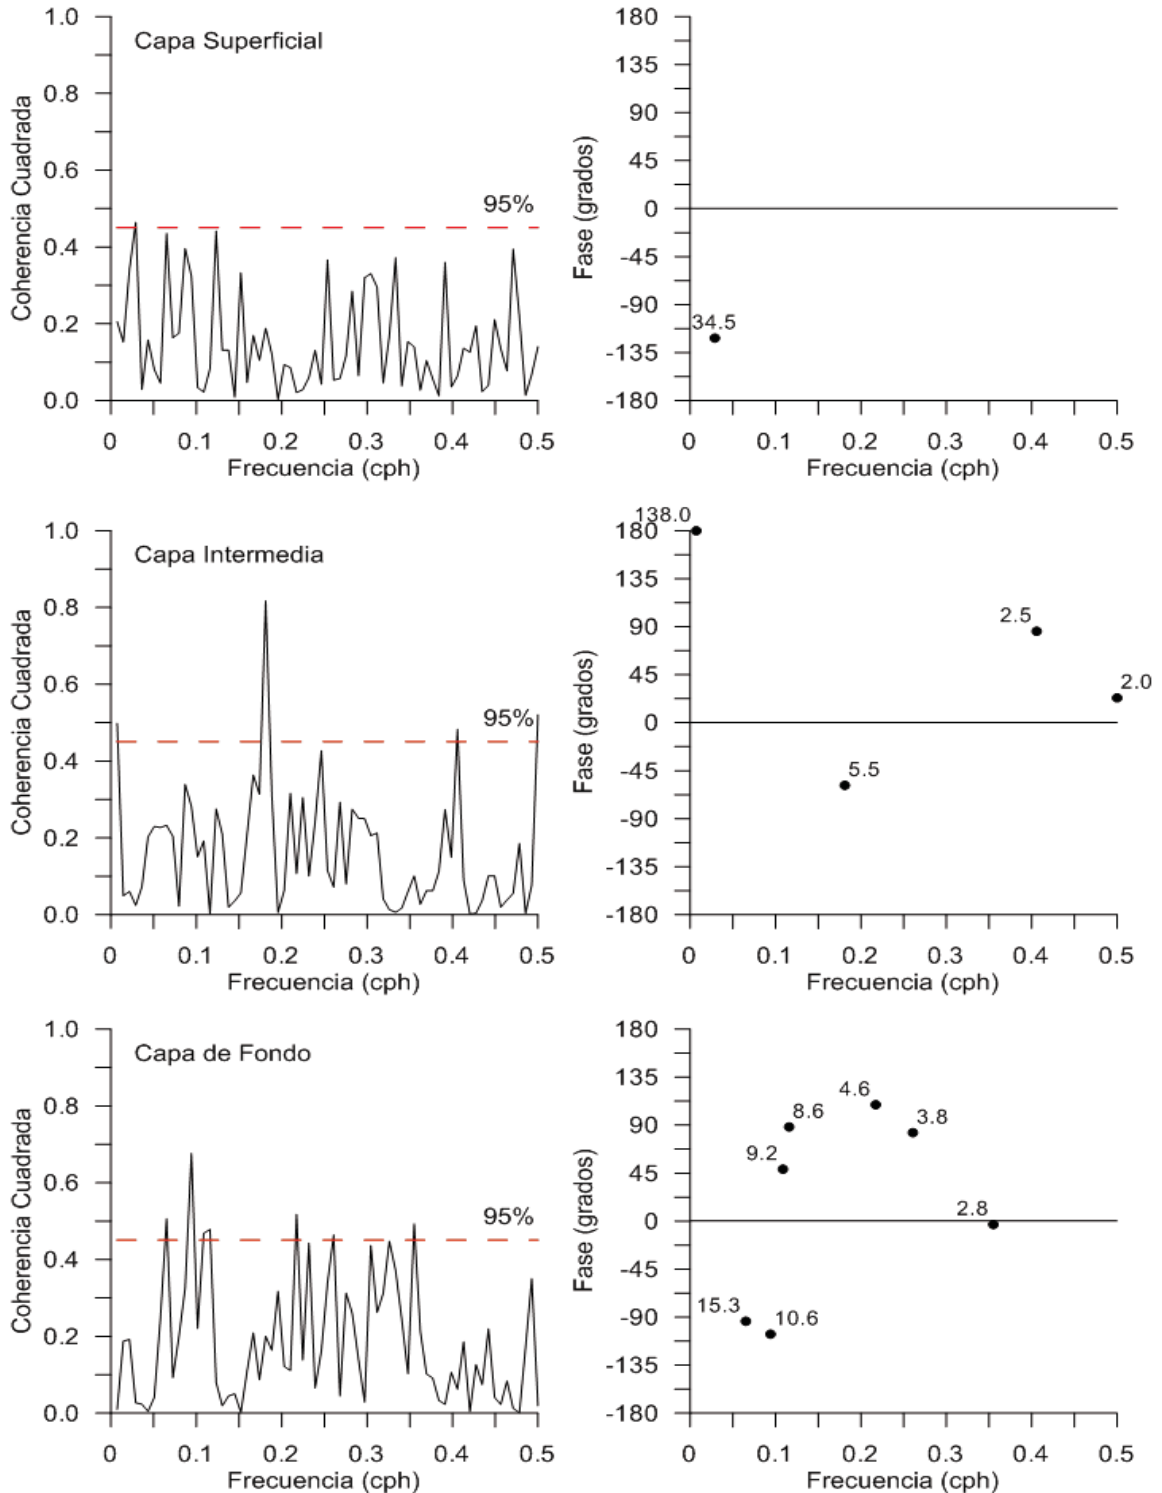 Capa Superficial
Coherencia Cuadrada
1.0
0.8
0.6
0.4
0.2
0.0
95%
0 0.1 0.2 0.3 0.4 0.5
Frecuencia (cph)
Fase (grados)
180
135
90
45
0
-45
-90
-135
-180
34.5
0 0.1 0.2 0.3 0.4 0.5
Frecuencia (cph)
Capa Intermedia
Coherencia Cuadrada
1.0
0.8
0.6
0.4
0.2
0.0
95%
0 0.1 0.2 0.3 0.4 0.5
Frecuencia (cph)
Fase (grados)
180
135
90
45
0
-45
-90
-135
-180
138.0
2.5
2.0
5.5
0 0.1 0.2 0.3 0.4 0.5
Frecuencia (cph)
Capa de Fondo
Coherencia Cuadrada
1.0
0.8
0.6
0.4
0.2
0.0
95%
0 0.1 0.2 0.3 0.4 0.5
Frecuencia (cph)
Fase (grados)
180
135
90
45
0
-45
-90
-135
-180
4.6
8.6
3.8
9.2
2.8
15.3
10.6
0 0.1 0.2 0.3 0.4 0.5
Frecuencia (cph)